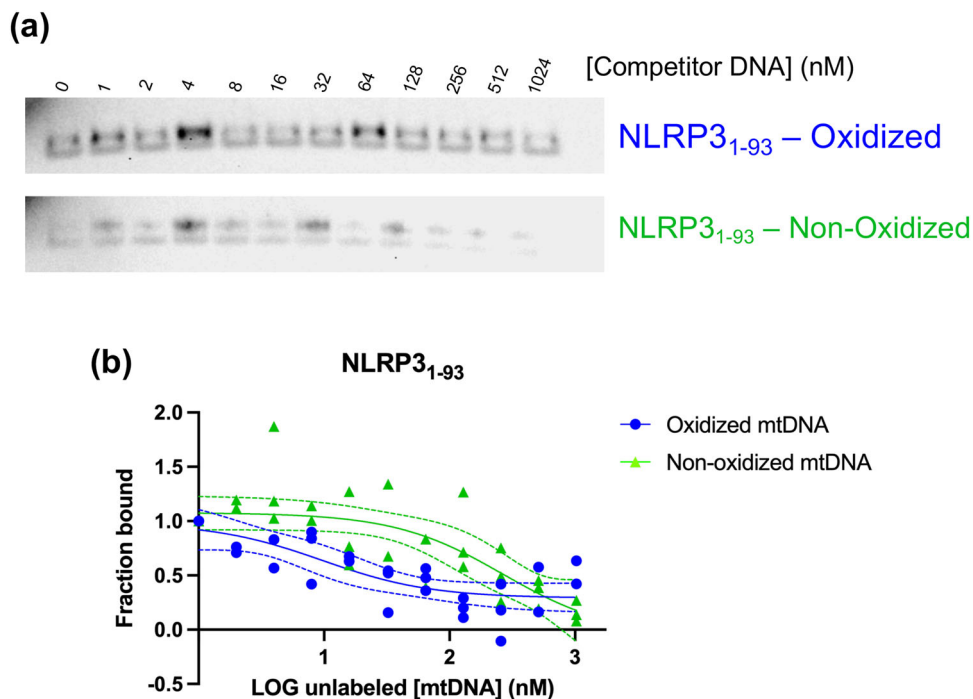 (a)
0 1 2 4 8 16 32 64 128 256 512 1024 [Competitor DNA] (nM)
NLRP3₁₋₉₃ – Oxidized
NLRP3₁₋₉₃ – Non-Oxidized
(b)
NLRP3₁₋₉₃
Fraction bound
2.0
1.5
1.0
0.5
0.0
-0.5
1 2 3
LOG unlabeled [mtDNA] (nM)
Oxidized mtDNA
Non-oxidized mtDNA